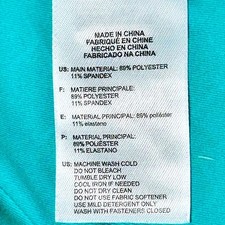 MADE IN CHINA
FABRIQUÉ EN CHINE
HECHO EN CHINA
FABRICADO NA CHINA
US: MAIN MATERIAL: 89% POLYESTER
11% SPANDEX
F: MATIERE PRINCIPALE:
89% POLYESTER
11% SPANDEX
E: MATERIAL PRINCIPAL: 89% poliéster
11% elastano
P: MATERIAL PRINCIPAL:
89% POLIÉSTER
11% ELASTANO
US: MACHINE WASH COLD
DO NOT BLEACH
TUMBLE DRY LOW
COOL IRON IF NEEDED
DO NOT DRY CLEAN
DO NOT USE FABRIC SOFTENER
USE MILD DETERGENT ONLY
WASH WITH FASTENERS CLOSED